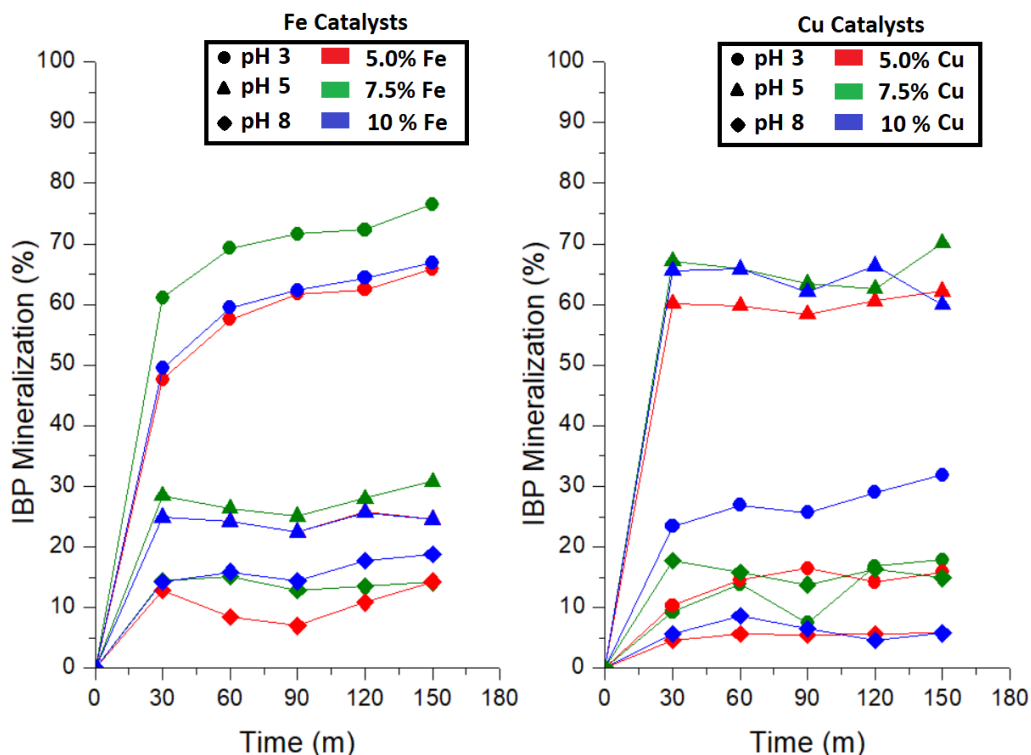 Fe Catalysts
pH 3 5.0% Fe
pH 5 7.5% Fe
pH 8 10 % Fe
100
90
80
70
60
50
40
30
20
10
0
IBP Mineralization (%)
0 30 60 90 120 150 180
Time (m)
Cu Catalysts
pH 3 5.0% Cu
pH 5 7.5% Cu
pH 8 10 % Cu
100
90
80
70
60
50
40
30
20
10
0
IBP Mineralization (%)
0 30 60 90 120 150 180
Time (m)